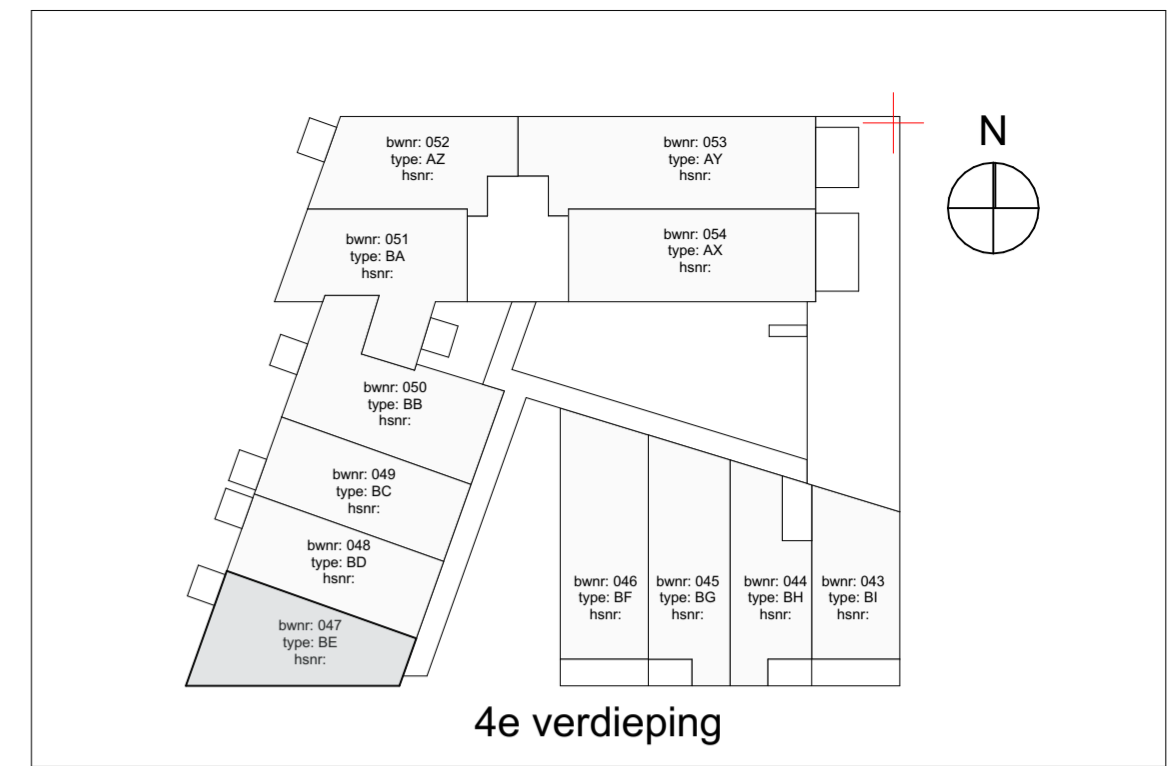 bwnr: 052
type: AZ
hsnr:
bwnr: 053
type: AY
hsnr:
N
bwnr: 051
type: BA
hsnr:
bwnr: 054
type: AX
hsnr:
bwnr: 050
type: BB
hsnr:
bwnr: 049
type: BC
hsnr:
bwnr: 048
type: BD
hsnr:
bwnr: 047
type: BE
hsnr:
bwnr: 046
type: BF
hsnr:
bwnr: 045
type: BG
hsnr:
bwnr: 044
type: BH
hsnr:
bwnr: 043
type: BI
hsnr:
4e verdieping